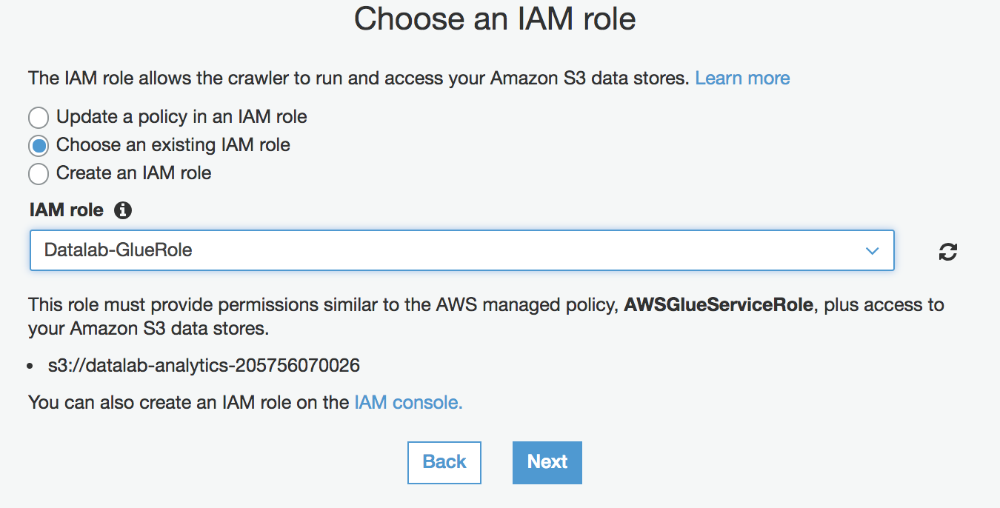 Choose an IAM role
The IAM role allows the crawler to run and access your Amazon S3 data stores. Learn more
Update a policy in an IAM role
Choose an existing IAM role
Create an IAM role
IAM role
Datalab-GlueRole
This role must provide permissions similar to the AWS managed policy, AWSGlueServiceRole, plus access to
your Amazon S3 data stores.
• s3://datalab-analytics-205756070026
You can also create an IAM role on the IAM console.
Back Next